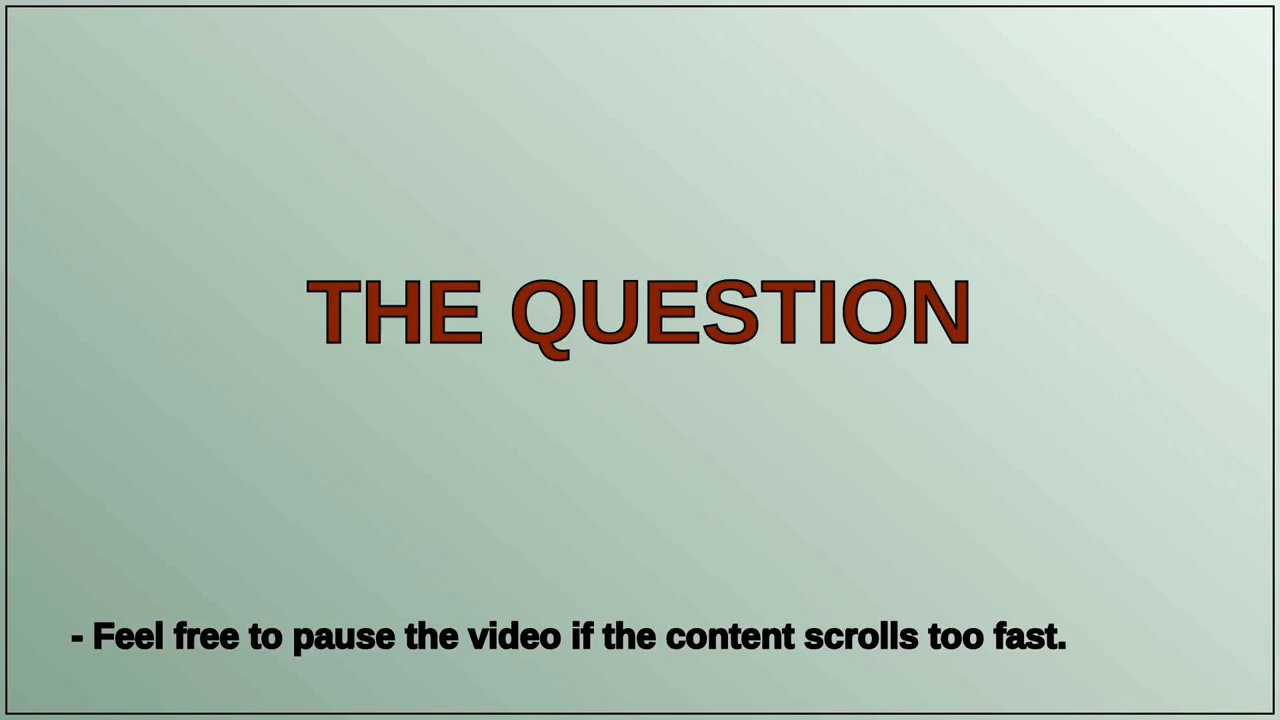 THE QUESTION
- Feel free to pause the video if the content scrolls too fast.